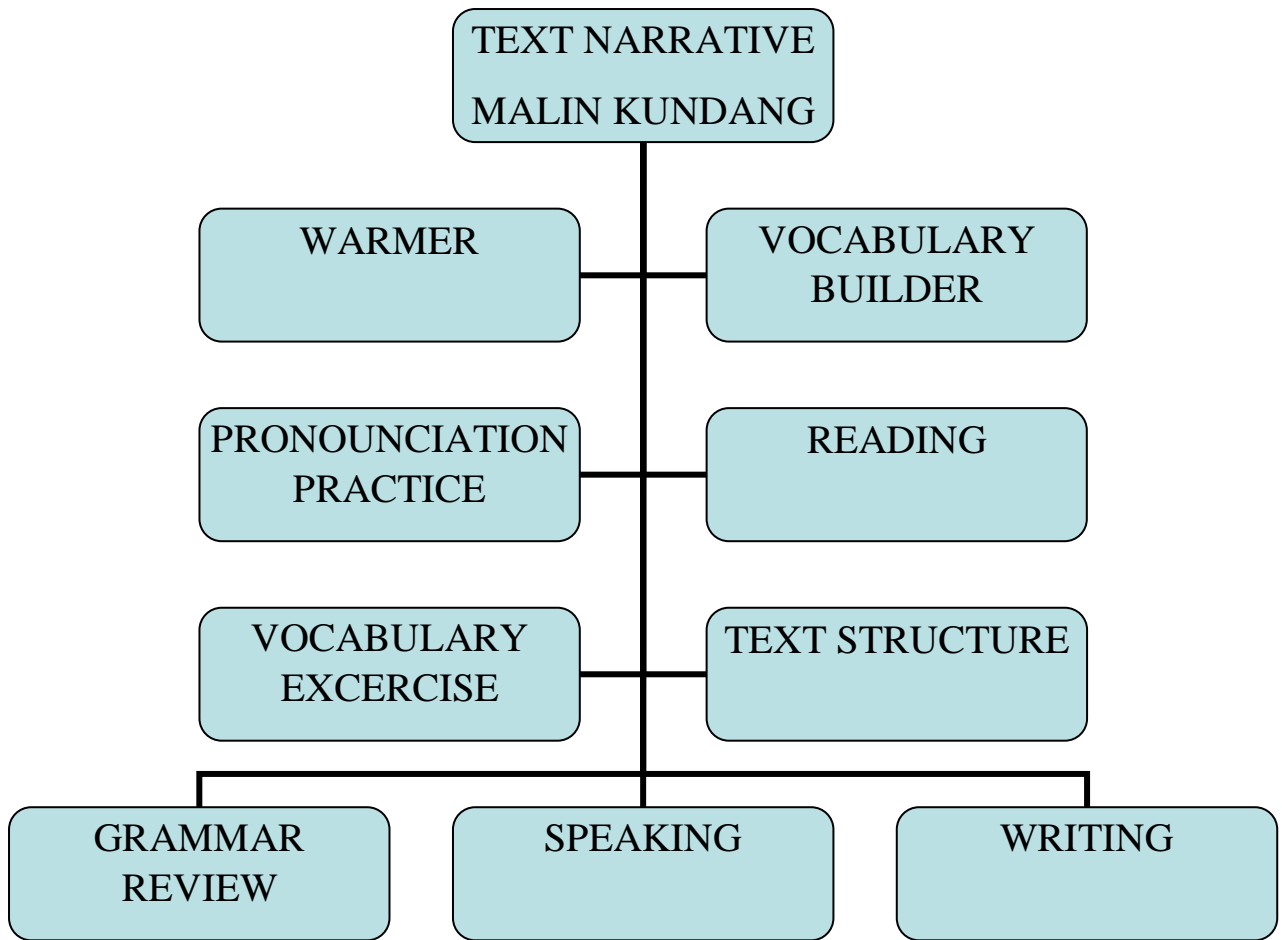 TEXT NARRATIVE
MALIN KUNDANG
WARMER
VOCABULARY
BUILDER
PRONOUNCIATION
PRACTICE
READING
VOCABULARY
EXCERCISE
TEXT STRUCTURE
GRAMMAR
REVIEW
SPEAKING
WRITING